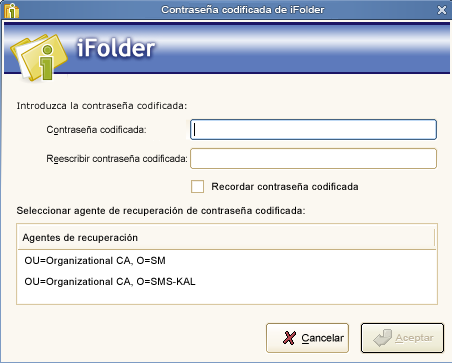 Contraseña codificada de iFolder
iFolder
Introduzca la contraseña codificada:
Contraseña codificada:
Reescribir contraseña codificada:
Recordar contraseña codificada
Seleccionar agente de recuperación de contraseña codificada:
Agentes de recuperación
OU=Organizational CA, O=SM
OU=Organizational CA, O=SMS-KAL
Cancelar
Aceptar